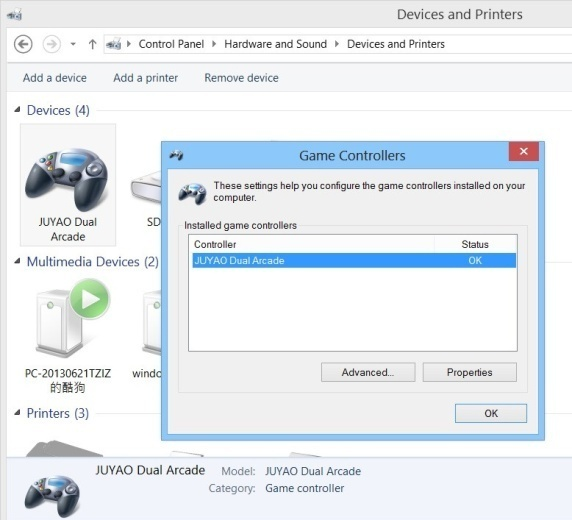 Devices and Printers
Control Panel Hardware and Sound Devices and Printers
Add a device Add a printer Remove device
Devices (4)
JUYAO Dual
Arcade
SD
Multimedia Devices (2)
PC-20130621TZIZ
的酷狗
windo
Printers (3)
Game Controllers
These settings help you configure the game controllers installed on your
computer.
Installed game controllers
Controller Status
JUYAO Dual Arcade OK
Advanced... Properties
OK
JUYAO Dual Arcade Model: JUYAO Dual Arcade
Category: Game controller